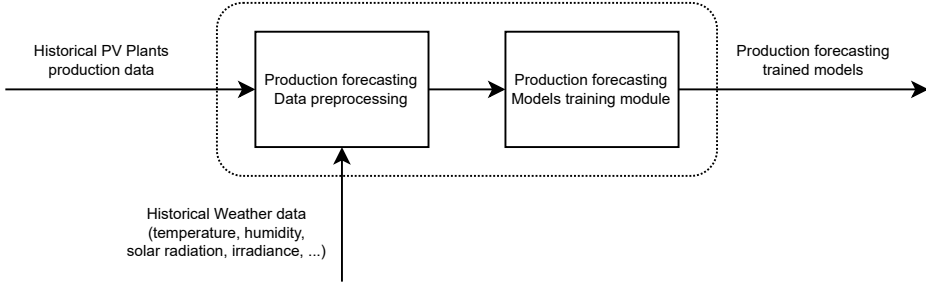 Historical PV Plants
production data
Production forecasting
Data preprocessing
Production forecasting
Models training module
Production forecasting
trained models
Historical Weather data
(temperature, humidity,
solar radiation, irradiance, ...)